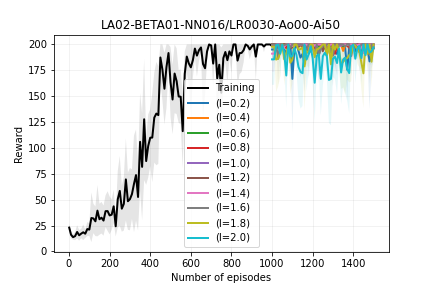 LA02-BETA01-NN016/LR0030-Ao00-Ai50
200
175
150
125
100
75
50
25
0
Reward
Training
(l=0.2)
(l=0.4)
(l=0.6)
(l=0.8)
(l=1.0)
(l=1.2)
(l=1.4)
(l=1.6)
(l=1.8)
(l=2.0)
0 200 400 600 800 1000 1200 1400
Number of episodes